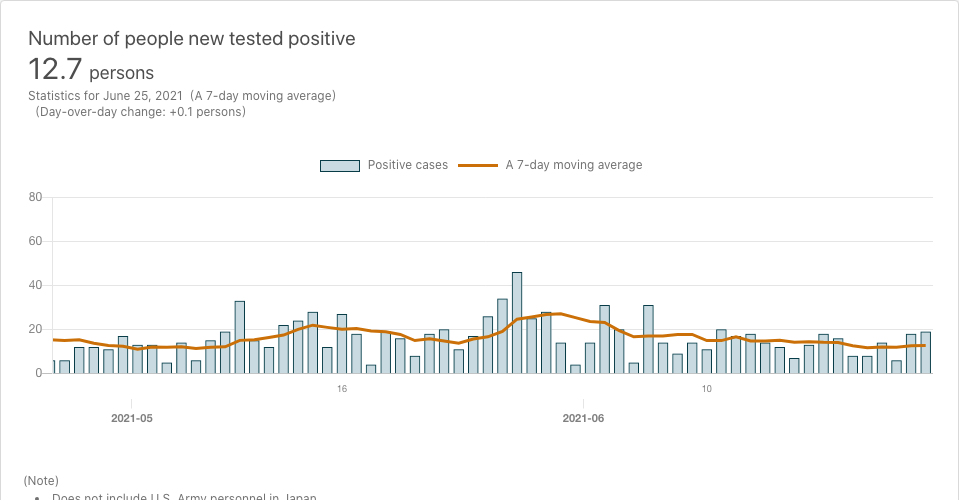 Number of people new tested positive
12.7 persons
Statistics for June 25, 2021 (A 7-day moving average)
(Day-over-day change: +0.1 persons)
Positive cases A 7-day moving average
80
60
40
20
0
16 10
2021-05 2021-06
(Note)
• Does not include U.S. Army personnel in Japan